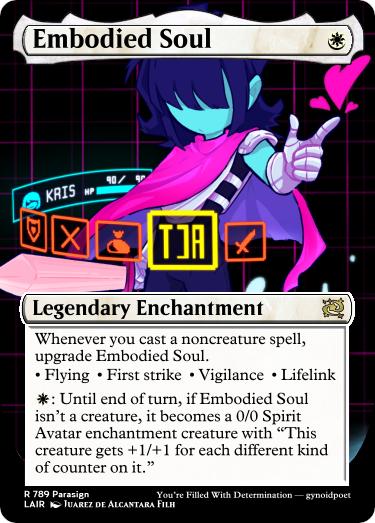 Embodied Soul
KRIS HP 90/ 90
ACT
Legendary Enchantment
Whenever you cast a noncreature spell,
upgrade Embodied Soul.
• Flying • First strike • Vigilance • Lifelink
: Until end of turn, if Embodied Soul
isn't a creature, it becomes a 0/0 Spirit
Avatar enchantment creature with “This
creature gets +1/+1 for each different kind
of counter on it.”
R 789 Parasign
You're Filled With Determination — gynoidpoet
LAIR Juarez de Alcantara Filh